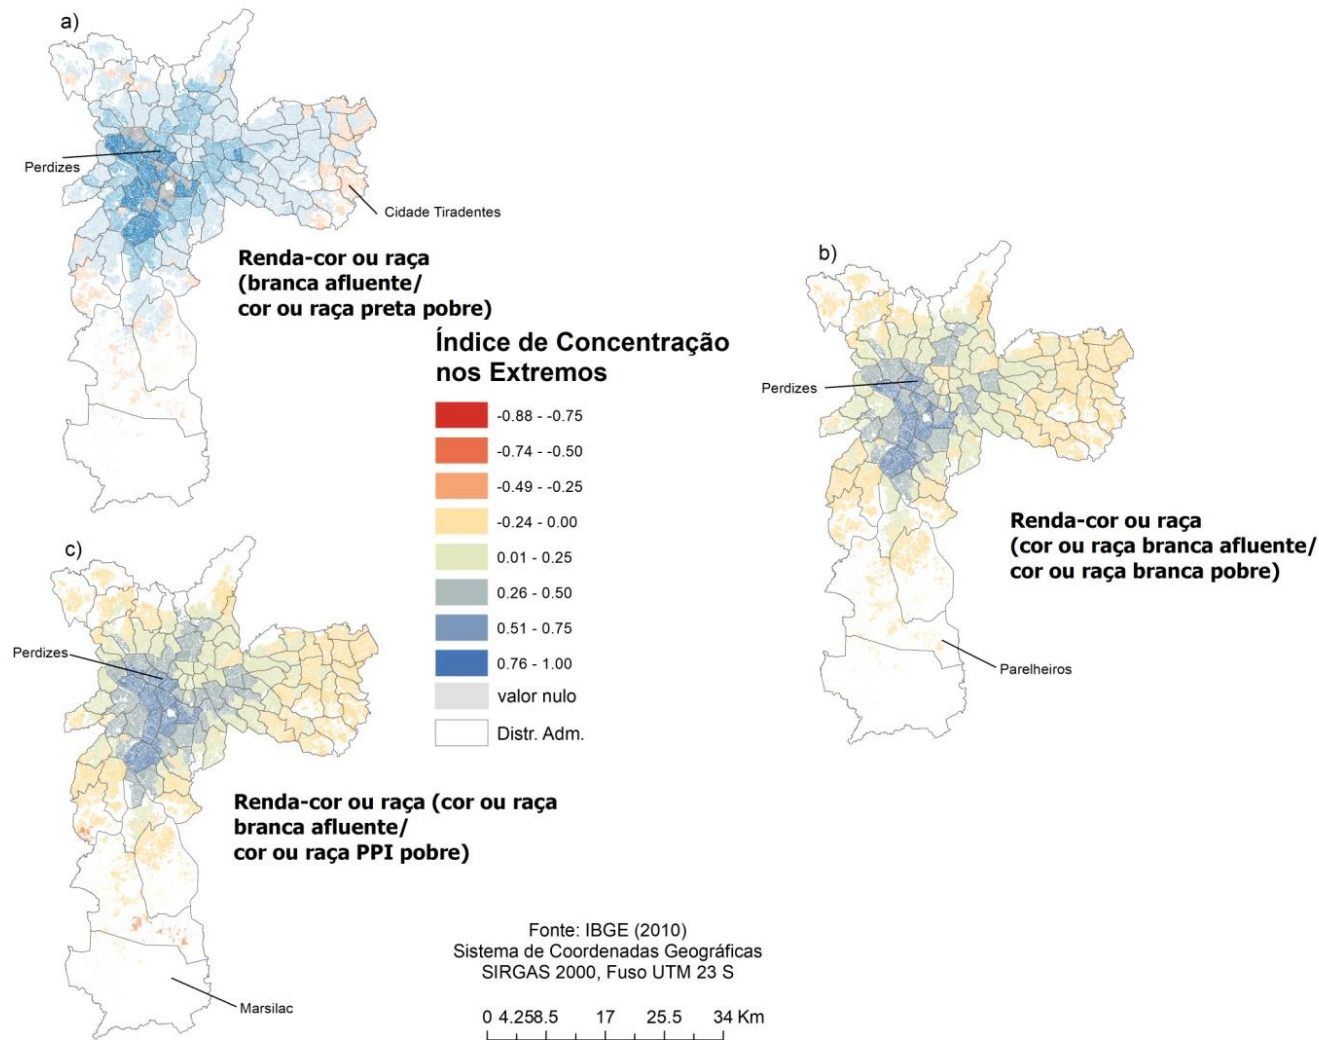 a)
Perdizes
Cidade Tiradentes
Renda-cor ou raça
(branca afluente/
cor ou raça preta pobre)
b)
Perdizes
Renda-cor ou raça
(cor ou raça branca afluente/
cor ou raça branca pobre)
Parelheiros
Índice de Concentração
nos Extremos
-0.88 - -0.75
-0.74 - -0.50
-0.49 - -0.25
-0.24 - 0.00
0.01 - 0.25
0.26 - 0.50
0.51 - 0.75
0.76 - 1.00
valor nulo
Distr. Adm.
c)
Perdizes
Renda-cor ou raça (cor ou raça
branca afluente/
cor ou raça PPI pobre)
Marsilac
Fonte: IBGE (2010)
Sistema de Coordenadas Geográficas
SIRGAS 2000, Fuso UTM 23 S
0 4.258.5 17 25.5 34 Km